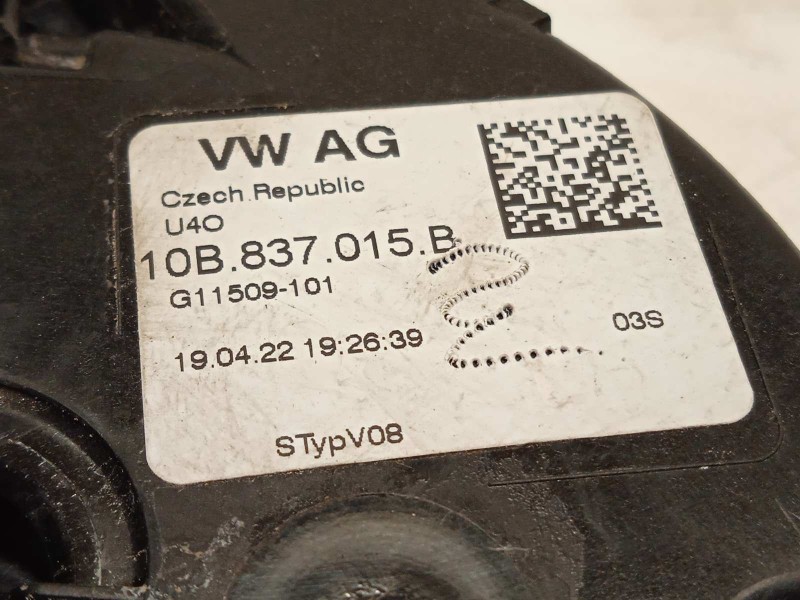 VW AG
Czech Republic
U4O
10B.837.015.B
G11509-101
19.04.22 19:26:39
03S
STypV08